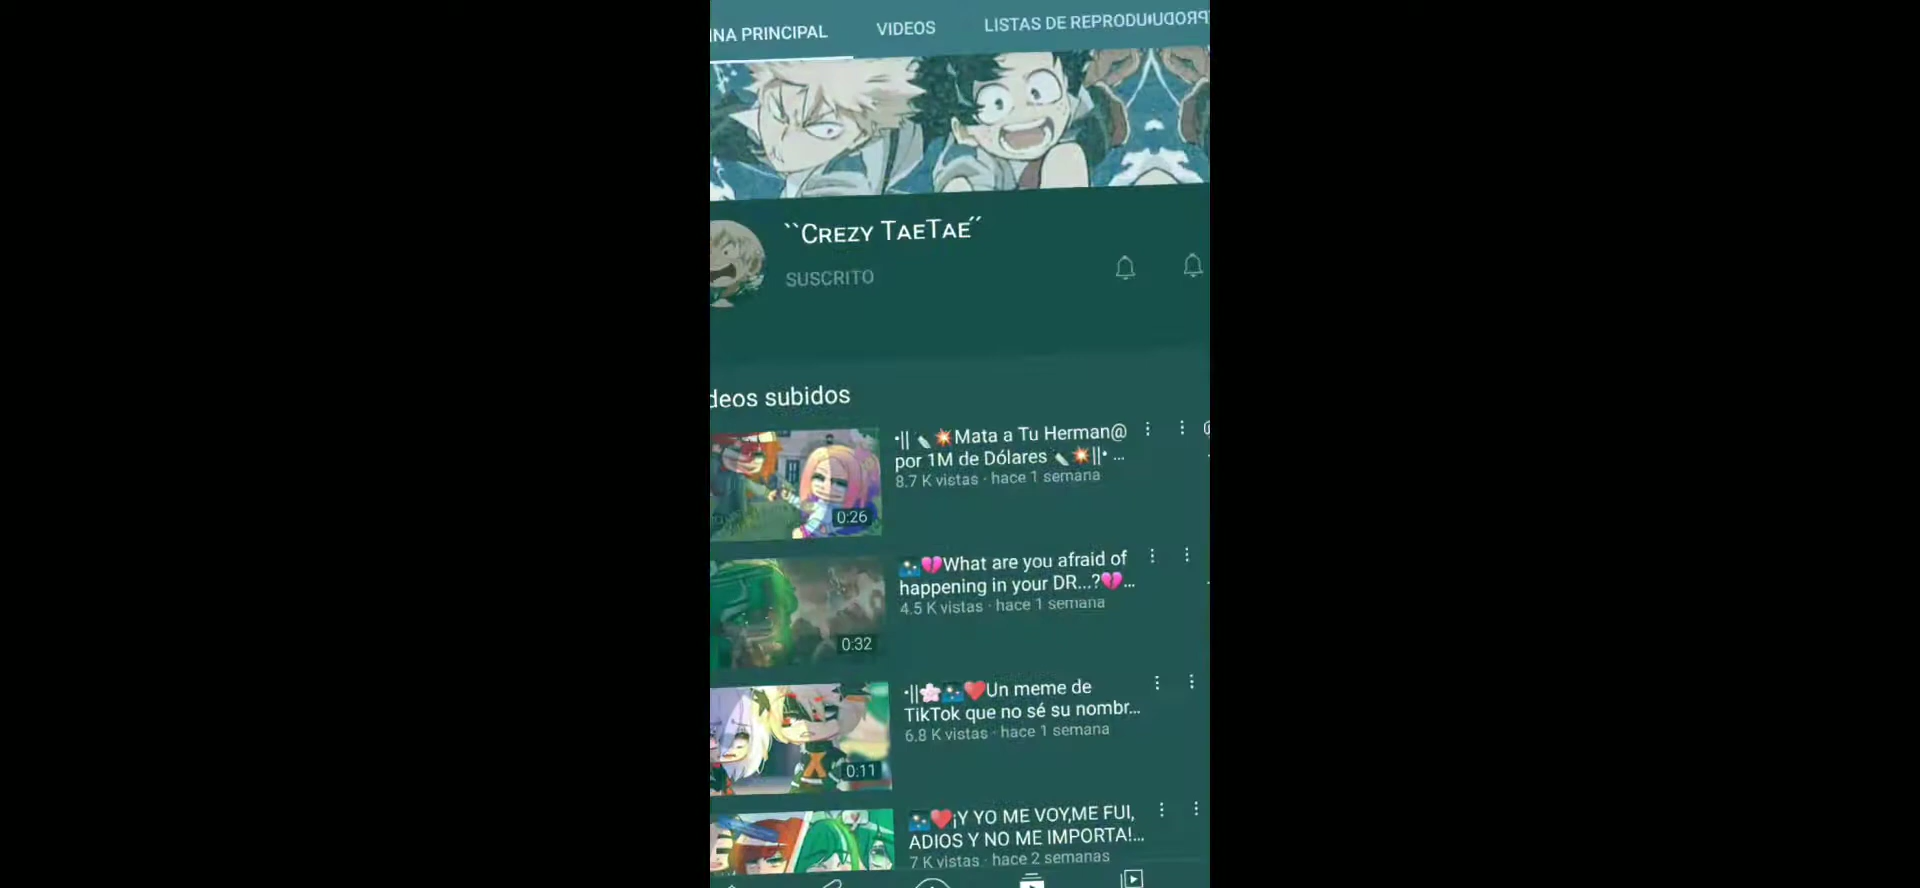 INA PRINCIPAL
VIDEOS
LISTAS DE REPRODU
``CREZY TAETAE´´
SUSCRITO
deos subidos
•||🔪💥Mata a Tu Herman@
por 1M de Dólares🔪💥||• ...
8.7 K vistas · hace 1 semana
0:26
🌃💔What are you afraid of
happening in your DR...?💔...
4.5 K vistas · hace 1 semana
0:32
•||🌸🌃❤️Un meme de
TikTok que no sé su nombr...
6.8 K vistas · hace 1 semana
0:11
🌃❤️¡Y YO ME VOY,ME FUI,
ADIOS Y NO ME IMPORTA!...
7 K vistas · hace 2 semanas